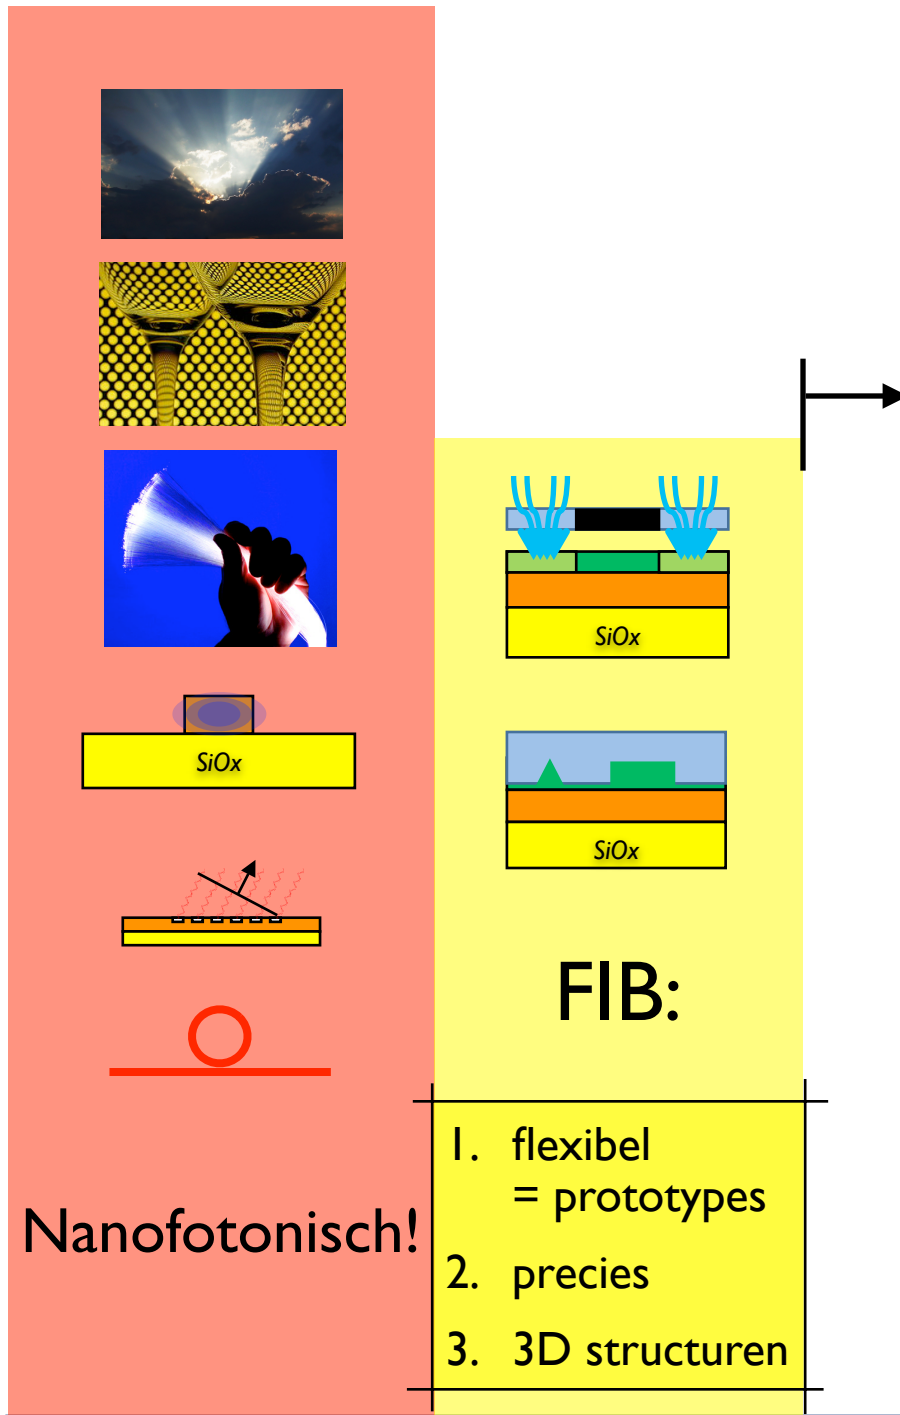 SiOx
Nanofotonisch!
SiOx
SiOx
FIB:
1. flexibel
= prototypes
2. precies
3. 3D structuren